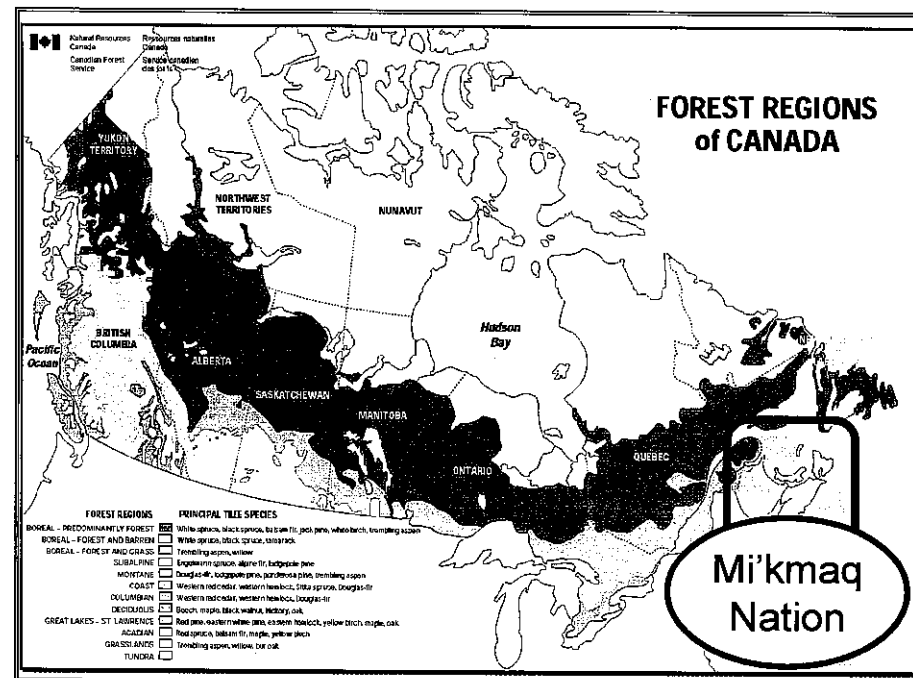 Natural Resources Canada
Ressources naturelles Canada
Canadian Forest Service
Service canadien des forêts
FOREST REGIONS
of CANADA
YUKON
TERRITORY
NORTHWEST
TERRITORIES
NUNAVUT
BRITISH
COLUMBIA
Pacific
Ocean
Hudson
Bay
ALBERTA
SASKATCHEWAN
MANITOBA
ONTARIO
QUEBEC
FOREST REGIONS PRINCIPAL TREE SPECIES
BOREAL – PREDOMINANTLY FOREST White spruce, black spruce, balsam fir, jack pine, white birch, trembling aspen
BOREAL – FOREST AND BARREN White spruce, black spruce, tamarack
BOREAL – FOREST AND GRASS Trembling aspen, willow
SUBALPINE Engelmann spruce, alpine fir, lodgepole pine
MONTANE Douglas-fir, lodgepole pine, ponderosa pine, trembling aspen
COAST Western red cedar, western hemlock, Sitka spruce, Douglas-fir
COLUMBIAN Western red cedar, western hemlock, Douglas-fir
DECIDUOUS Beech, maple, black walnut, hickory, oak
GREAT LAKES – ST LAWRENCE Red pine, eastern white pine, eastern hemlock, yellow birch, maple, oak
ACADIAN Red spruce, balsam fir, maple, yellow birch
GRASSLANDS Trembling aspen, willow, bur oak
TUNDRA
Mi'kmaq
Nation